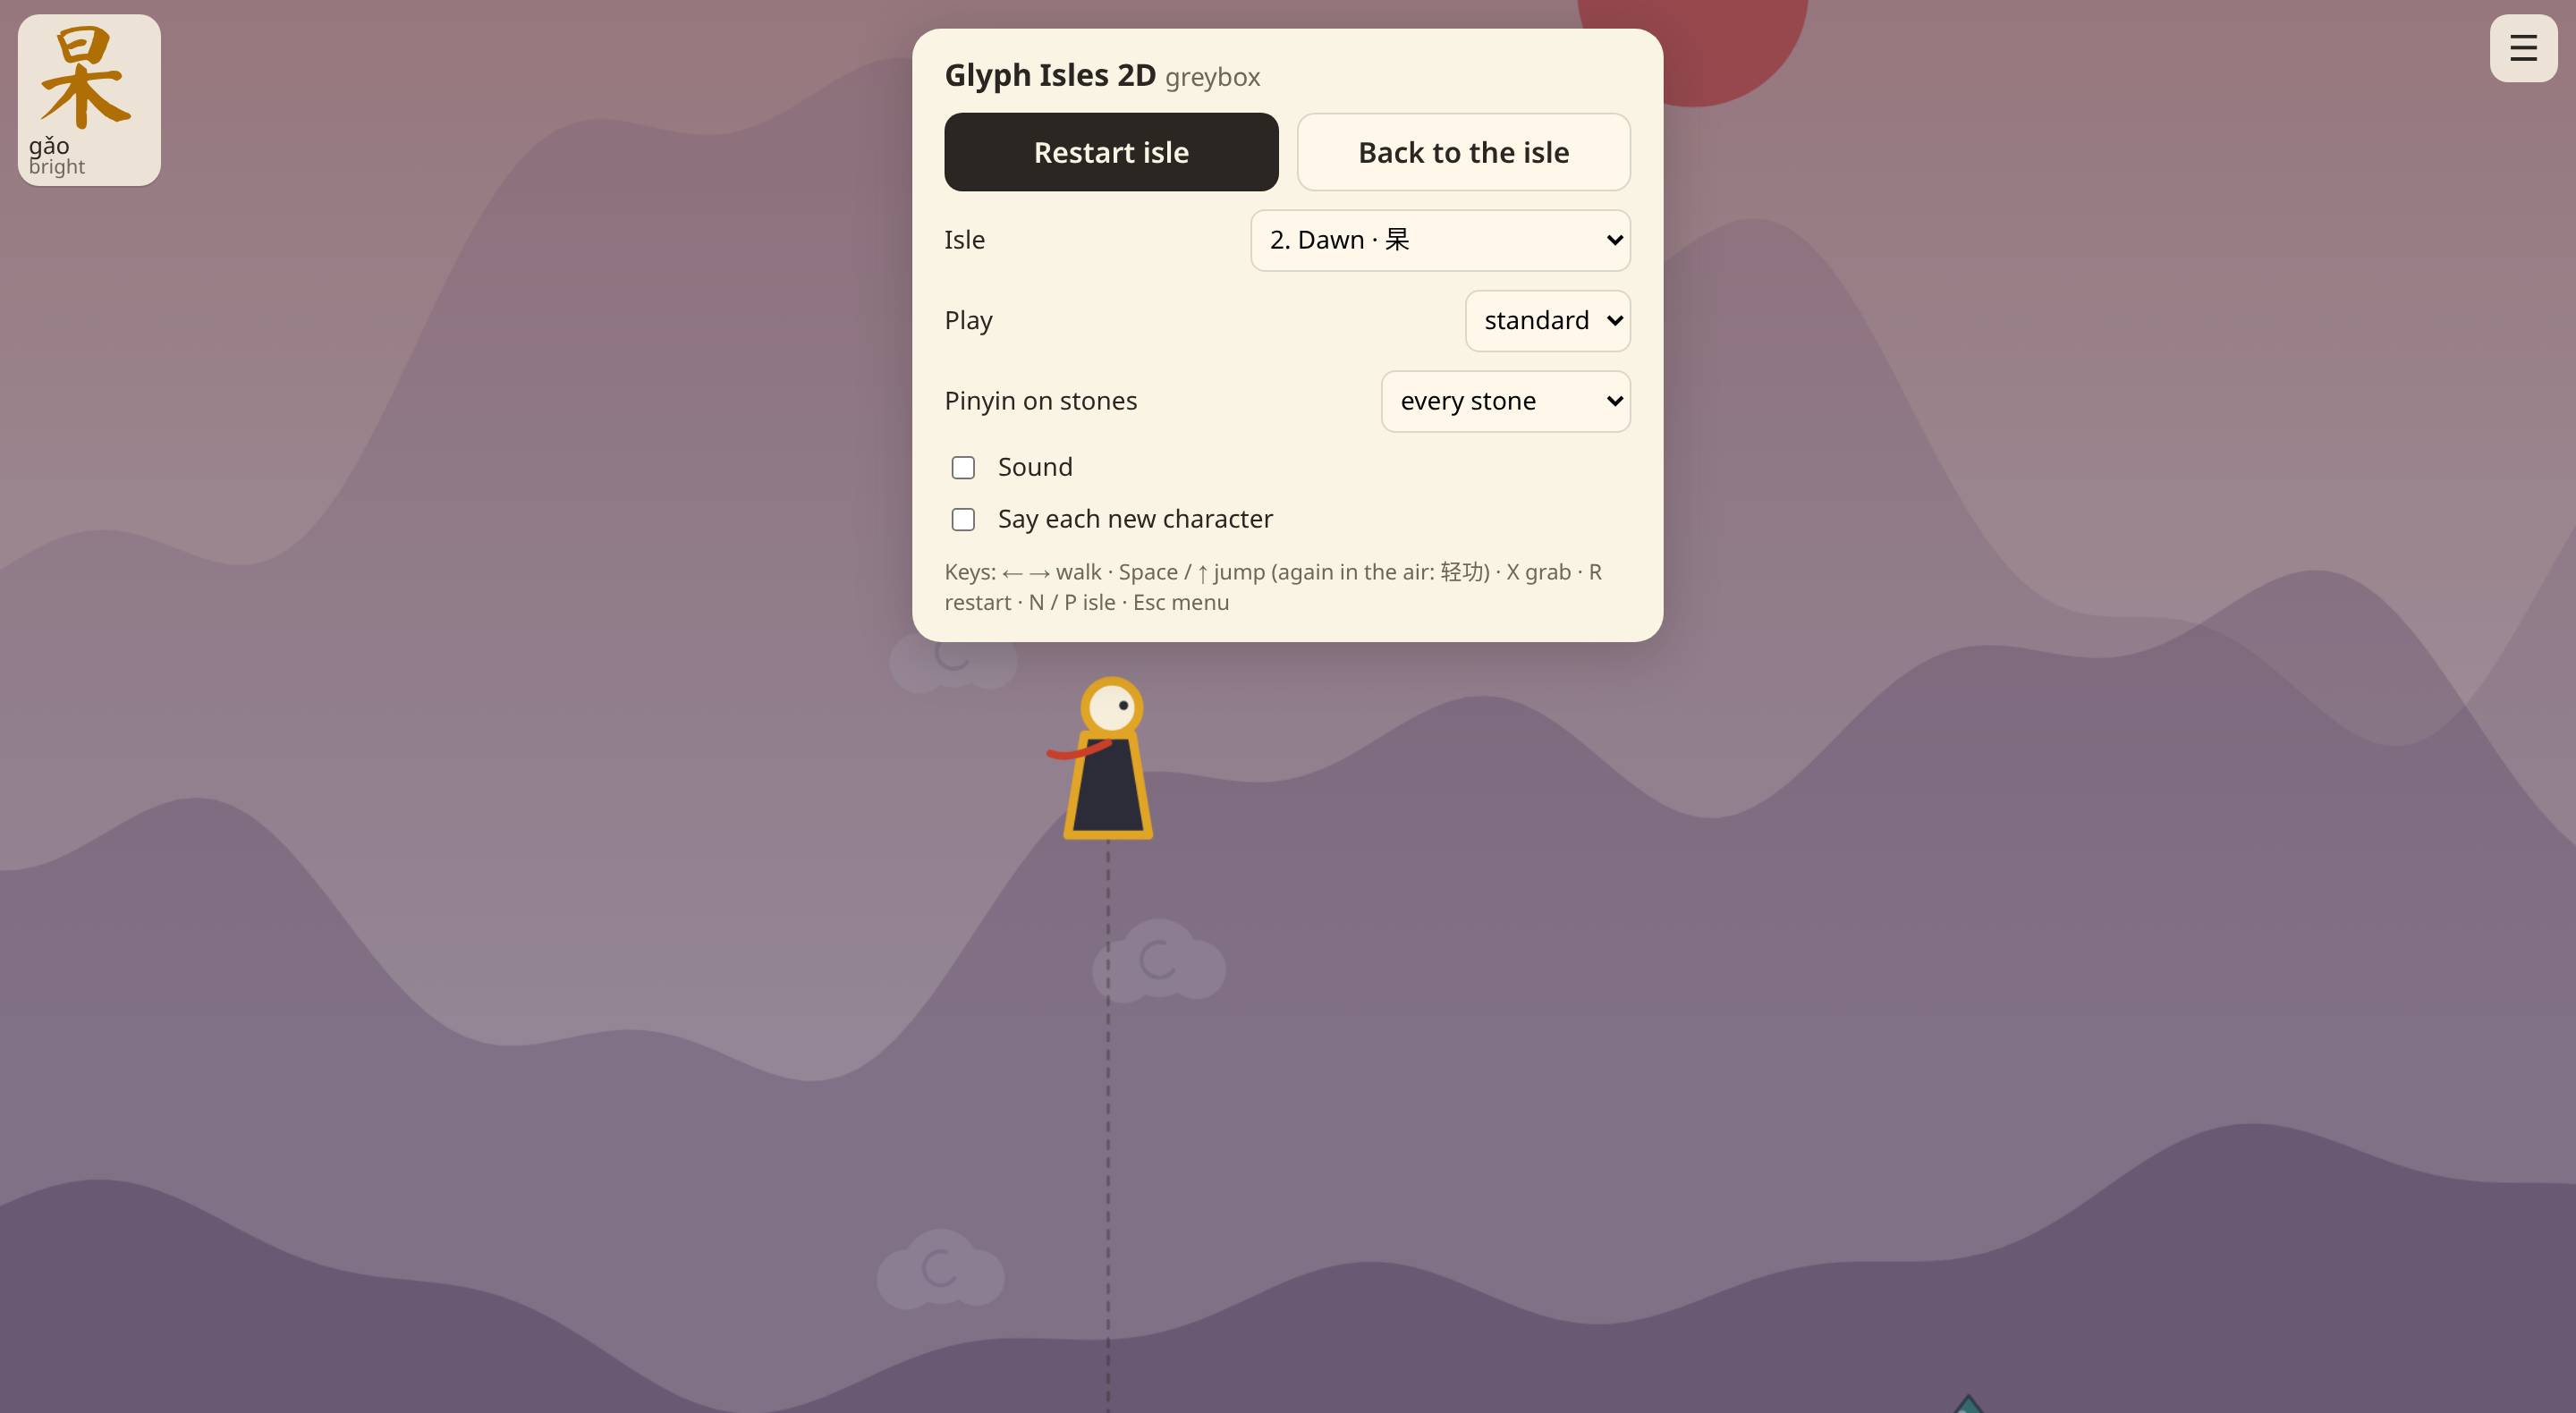 杲
gǎo
bright
☰
Glyph Isles 2D greybox
Restart isle
Back to the isle
Isle
2. Dawn · 杲
Play
standard
Pinyin on stones
every stone
Sound
Say each new character
Keys: ← → walk · Space / ↑ jump (again in the air: 轻功) · X grab · R
restart · N / P isle · Esc menu